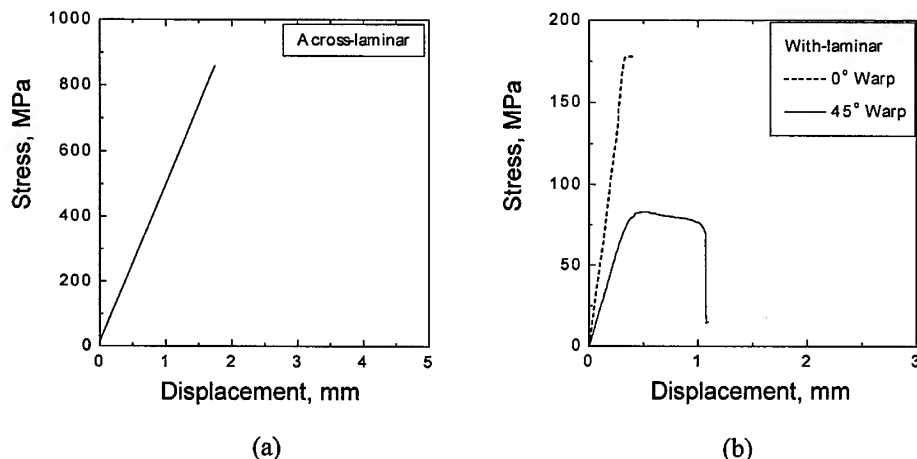 1000
800
600
400
200
0
Stress, MPa
Across-laminar
0 1 2 3 4 5
Displacement, mm
(a)
200
150
100
50
0
Stress, MPa
With-laminar
0° Warp
45° Warp
0 1 2 3
Displacement, mm
(b)